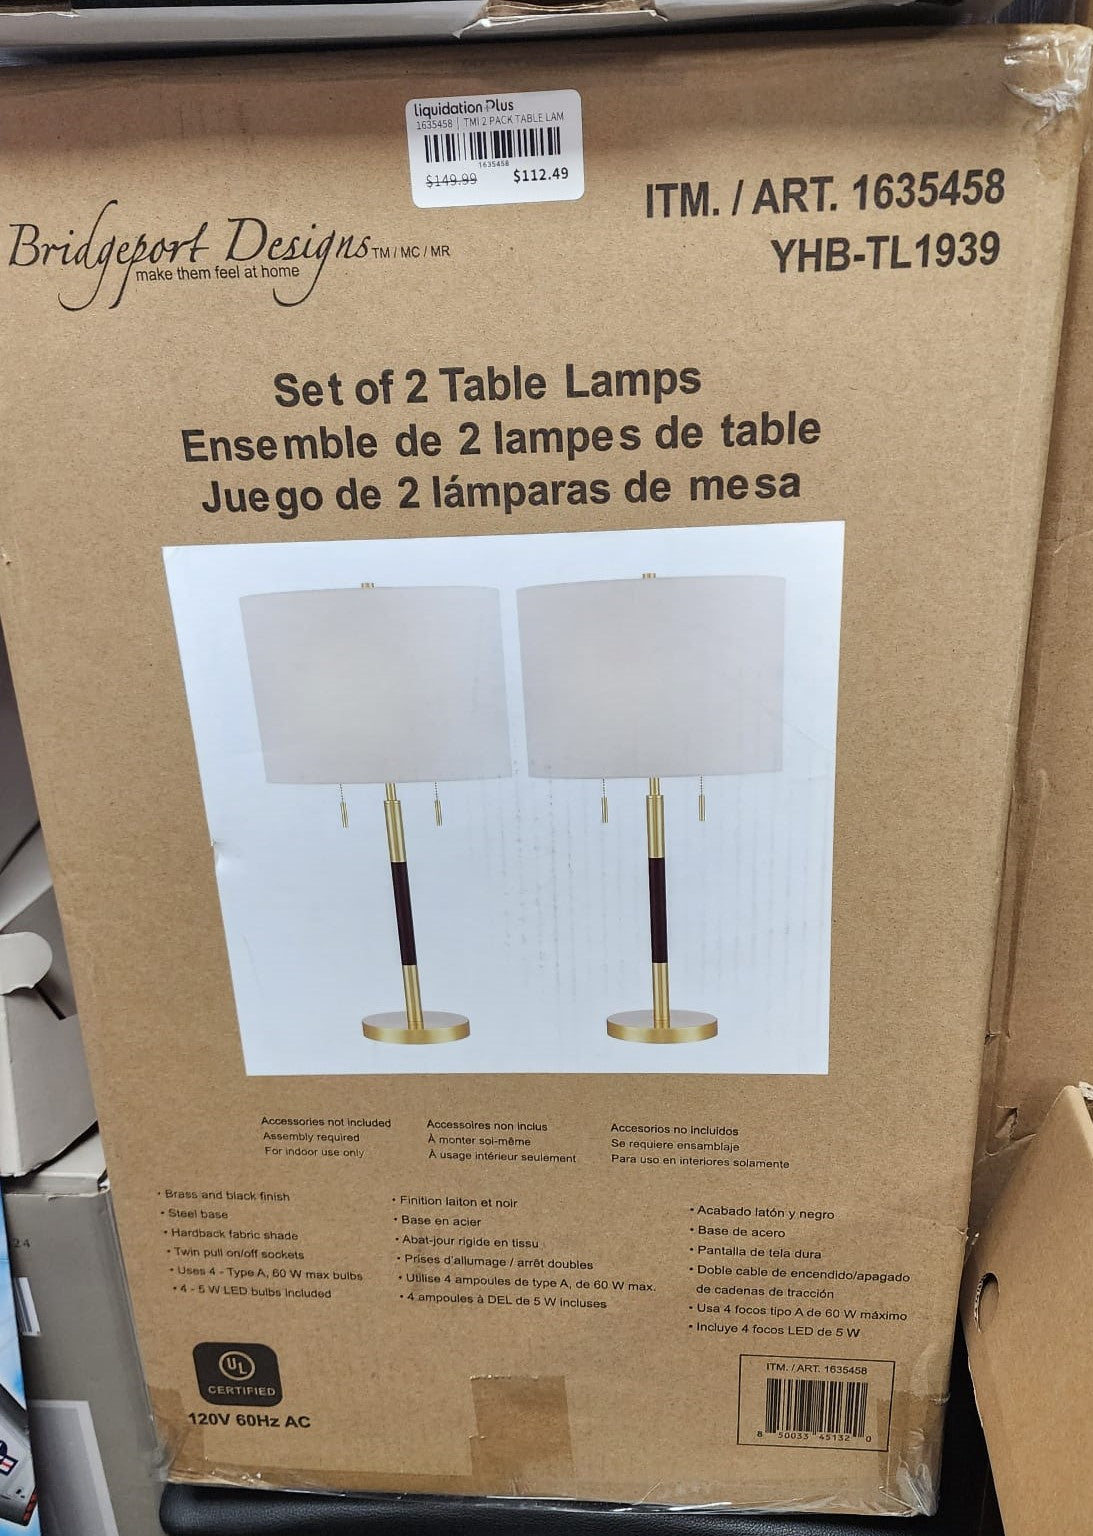 liquidation Plus
1635458 | TMI 2 PACK TABLE LAM
1635458
$149.99 $112.49
ITM. / ART. 1635458
YHB-TL1939
Bridgeport Designs TM / MC / MR
make them feel at home
Set of 2 Table Lamps
Ensemble de 2 lampes de table
Juego de 2 lámparas de mesa
Accessories not included
Assembly required
For indoor use only
Accessoires non inclus
À monter soi-même
À usage intérieur seulement
Accesorios no incluidos
Se requiere ensamblaje
Para uso en interiores solamente
• Brass and black finish
• Steel base
• Hardback fabric shade
• Twin pull on/off sockets
• Uses 4 - Type A, 60 W max bulbs
• 4 - 5 W LED bulbs included
• Finition laiton et noir
• Base en acier
• Abat-jour rigide en tissu
• Prises d'allumage / arrêt doubles
• Utilise 4 ampoules de type A, de 60 W max.
• 4 ampoules à DEL de 5 W incluses
• Acabado latón y negro
• Base de acero
• Pantalla de tela dura
• Doble cable de encendido/apagado
de cadenas de tracción
• Usa 4 focos tipo A de 60 W máximo
• Incluye 4 focos LED de 5 W
UL
CERTIFIED
120V 60Hz AC
ITM. / ART. 1635458
8 50033 45132 0
24